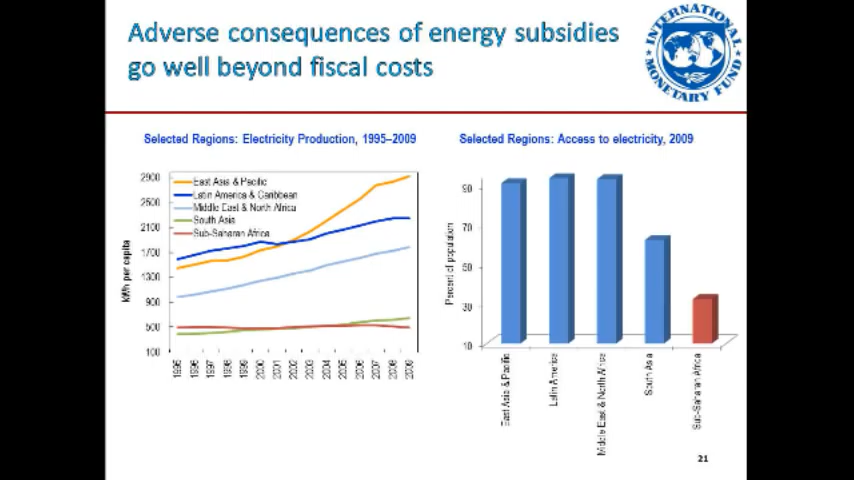 Adverse consequences of energy subsidies
go well beyond fiscal costs
INTERNATIONAL
MONETARY FUND
Selected Regions: Electricity Production, 1995–2009
kWh per capita
2900
2500
2100
1700
1300
900
500
100
East Asia & Pacific
Latin America & Caribbean
Middle East & North Africa
South Asia
Sub-Saharan Africa
1995
1996
1997
1998
1999
2000
2001
2002
2003
2004
2005
2006
2007
2008
2009
Selected Regions: Access to electricity, 2009
Percent of population
90
70
50
30
10
East Asia & Pacific
Latin America
Middle East & North Africa
South Asia
Sub-Saharan Africa
21